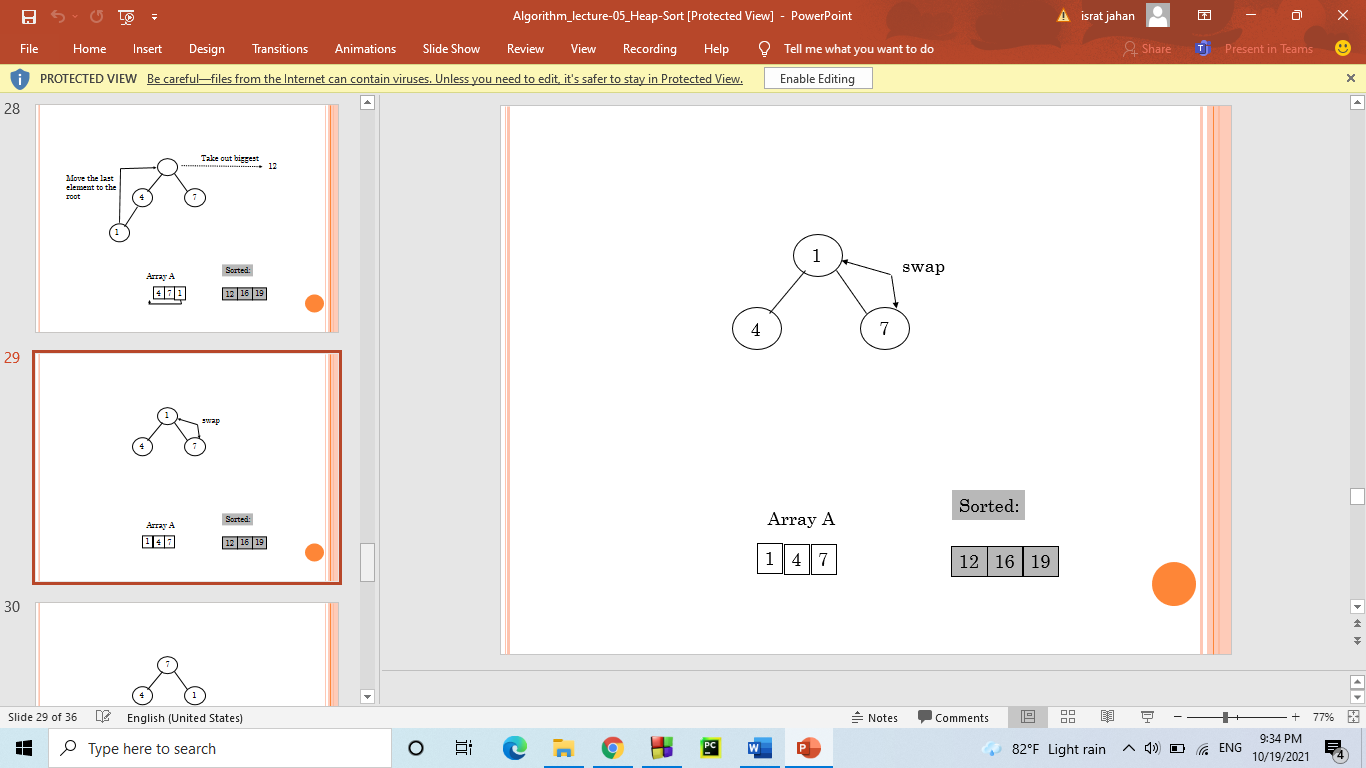 Algorithm_lecture-05_Heap-Sort [Protected View] - PowerPoint
israt jahan
File Home Insert Design Transitions Animations Slide Show Review View Recording Help Tell me what you want to do Share Present in Teams
PROTECTED VIEW Be careful—files from the Internet can contain viruses. Unless you need to edit, it's safer to stay in Protected View. Enable Editing
28
Take out biggest
12
Move the last
element to the
root
4 7
1
Array A
Sorted:
4 7 1
12 16 19
29
1
swap
4 7
Array A
Sorted:
1 4 7
12 16 19
30
7
4 1
1
swap
4 7
Array A
Sorted:
1 4 7
12 16 19
Slide 29 of 36 English (United States) Notes Comments 77%
Type here to search
82°F Light rain
ENG
9:34 PM
10/19/2021
4